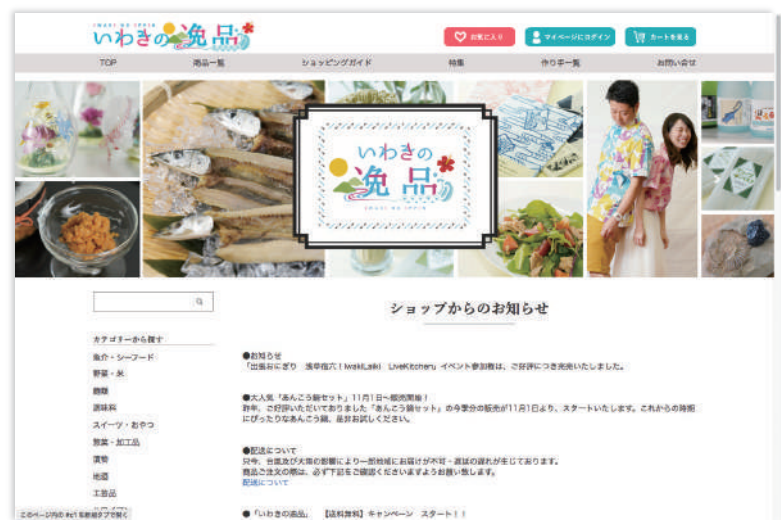 IWAKI NO IPPIN
いわきの逸品
お気に入り
マイページにログイン
カートを見る
TOP
商品一覧
ショッピングガイド
特集
作り手一覧
お問い合せ
いわきの
逸品
IWAKI NO IPPIN
ショップからのお知らせ
カテゴリーから探す
魚介・シーフード
野菜・米
麺類
調味料
スイーツ・おやつ
惣菜・加工品
漬物
地酒
工芸品
●お知らせ
「出張おにぎり 浅草宿六!IwakiLaiki LiveKitchen」イベント参加権は、ご好評につき完売いたしました。
●大人気「あんこう鍋セット」11月1日〜販売開始!
昨年、ご好評いただいておりました「あんこう鍋セット」の今季分の販売が11月1日より、スタートいたします。これからの時期
にぴったりなあんこう鍋、是非お試しください。
●配送について
只今、台風及び大雨の影響により一部地域にお届けが不可・遅延の遅れが生じております。
商品ご注文の際は、必ず下記をご確認くださいますようお願い致します。
配送について
●「いわきの逸品」 【送料無料】キャンペーン スタート!!